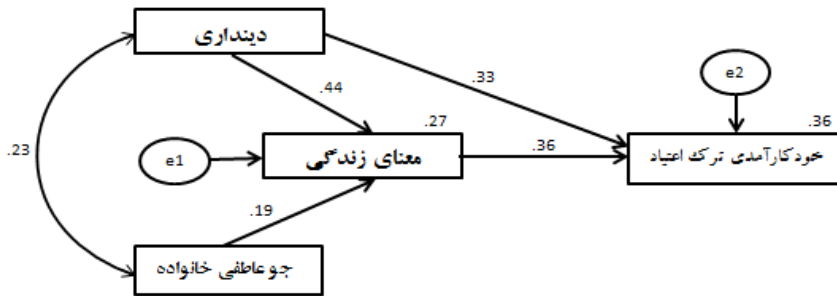 دینداری
.33
e2
.44
.27
.36
.23
e1
معنای زندگی
.36
خودکارآمدی ترک اعتیاد
.19
جو عاطفی خانواده